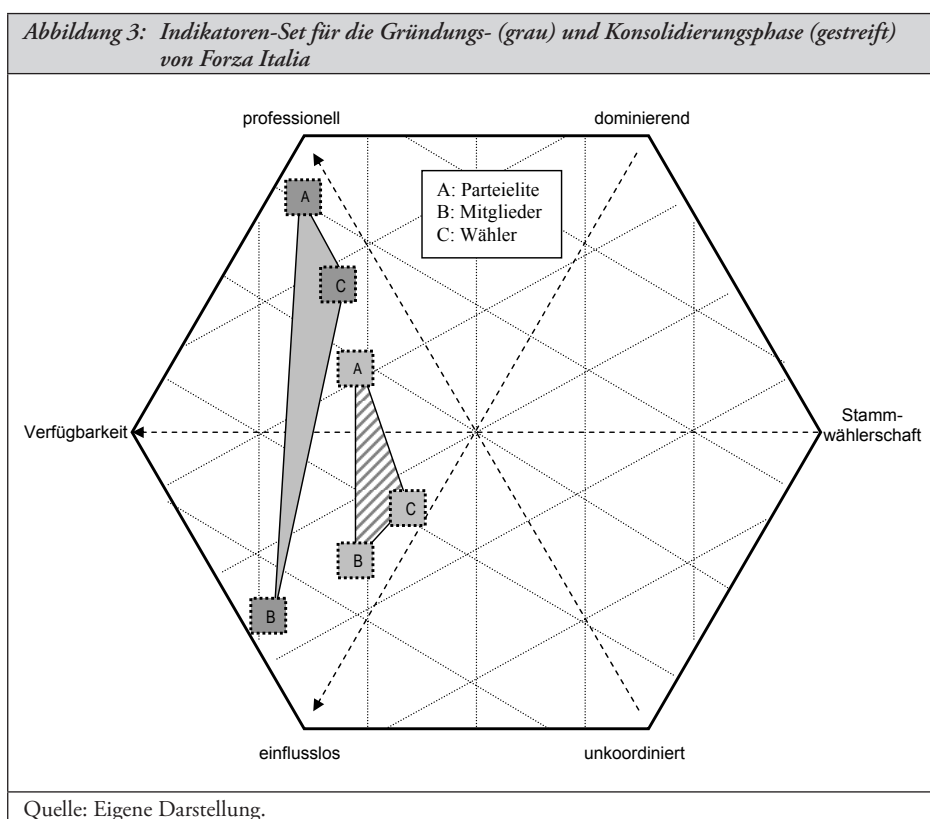 Abbildung 3: Indikatoren-Set für die Gründungs- (grau) und Konsolidierungsphase (gestreift)
von Forza Italia
professionell
dominierend
A: Parteielite
B: Mitglieder
C: Wähler
A
C
A
Verfügbarkeit
Stamm-
wählerschaft
C
B
B
einflusslos
unkoordiniert
Quelle: Eigene Darstellung.